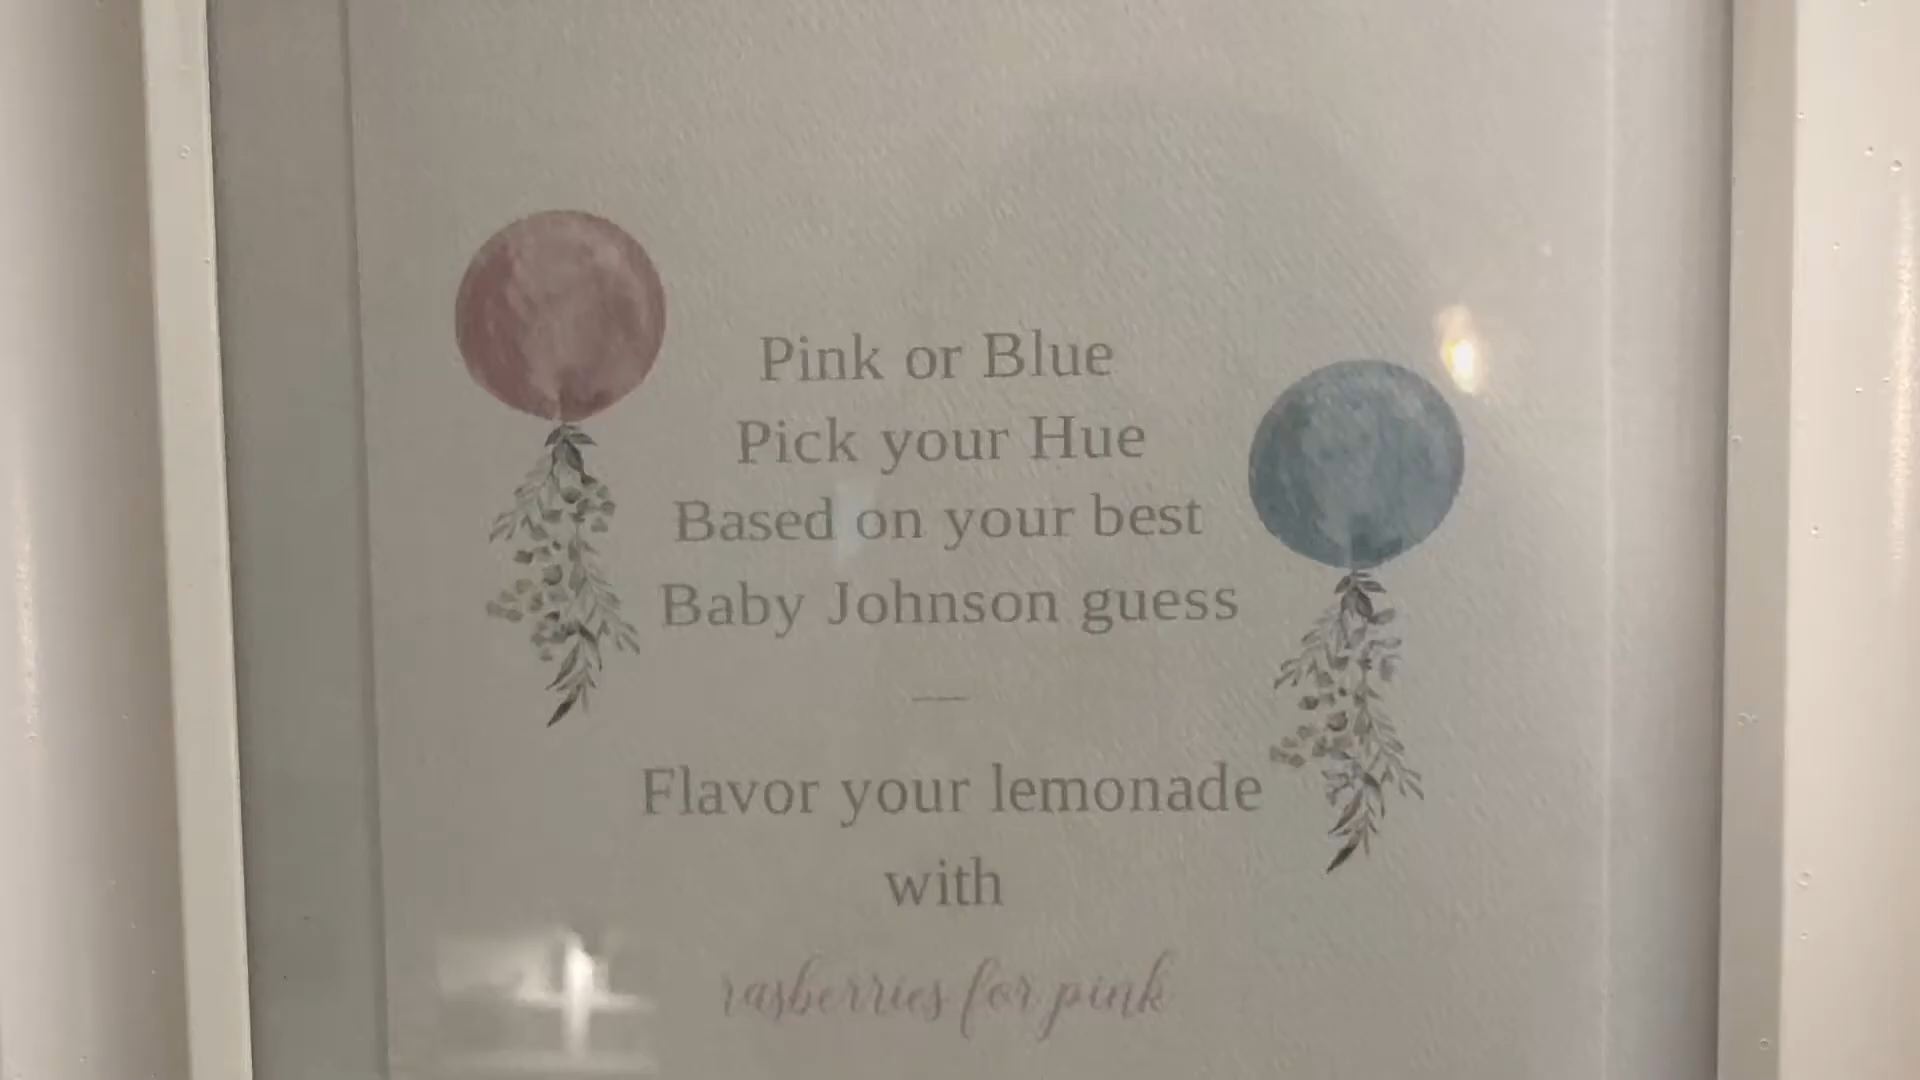 Pink or Blue
Pick your Hue
Based on your best
Baby Johnson guess
—
Flavor your lemonade
with
rasberries for pink